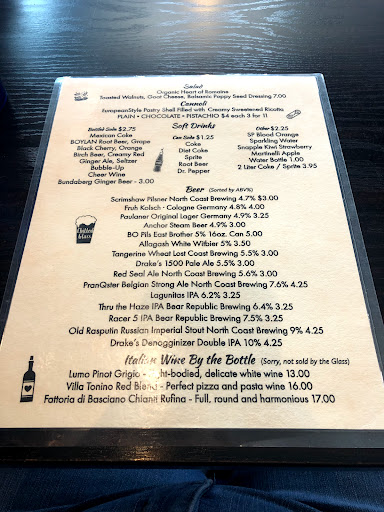 Salad
Organic Heart of Romaine
Toasted Walnuts, Goat Cheese, Balsamic Poppy Seed Dressing 7.00
Cannoli
EuropeanStyle Pastry Shell Filled with Creamy Sweetened Ricotta
PLAIN • CHOCOLATE • PISTACHIO $4 each 3 for 11
Soft Drinks
Bottled Soda $2.75
Mexican Coke
BOYLAN Root Beer, Grape
Black Cherry, Orange
Birch Beer, Creamy Red
Ginger Ale, Seltzer
Bubble-Up
Cheer Wine
Bundaberg Ginger Beer - 3.00
Can Soda $1.25
Coke
Diet Coke
Sprite
Root Beer
Dr. Pepper
Other $2.25
SP Blood Orange
Sparkling Water
Snapple Kiwi Strawberry
Martinelli Apple
Water Bottle 1.00
2 Liter Coke / Sprite 3.95
Beer (Sorted by ABV%)
Scrimshaw Pilsner North Coast Brewing 4.7% $3.00
Fruh Kolsch - Cologne Germany 4.8% 4.00
Paulaner Original Lager Germany 4.9% 3.25
Anchor Steam Beer 4.9% 3.00
BO Pils East Brother 5% 16oz. Can 5.00
Allagash White Witbier 5% 3.50
Tangerine Wheat Lost Coast Brewing 5.5% 3.00
Drake's 1500 Pale Ale 5.5% 3.00
Red Seal Ale North Coast Brewing 5.6% 3.00
PranQster Belgian Strong Ale North Coast Brewing 7.6% 4.25
Lagunitas IPA 6.2% 3.25
Thru the Haze IPA Bear Republic Brewing 6.4% 3.25
Racer 5 IPA Bear Republic Brewing 7.5% 3.25
Old Rasputin Russian Imperial Stout North Coast Brewing 9% 4.25
Drake's Denogginizer Double IPA 10% 4.25
Chilled Glass
Italian Wine By the Bottle (Sorry, not sold by the Glass)
Lumo Pinot Grigio - -bodied, delicate white wine 13.00
Villa Tonino Red Blend - Perfect pizza and pasta wine 16.00
Fattoria di Basciano Chianti Rufina - Full, round and harmonious 17.00